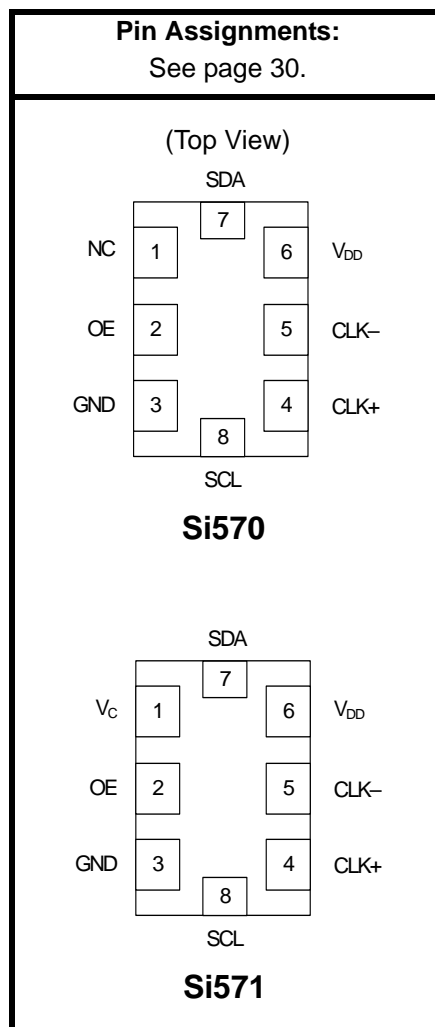 Pin Assignments:
See page 30.
(Top View)
SDA
7
NC 1 6 VDD
OE 2 5 CLK–
GND 3 4 CLK+
8
SCL
Si570
SDA
7
VC 1 6 VDD
OE 2 5 CLK–
GND 3 4 CLK+
8
SCL
Si571